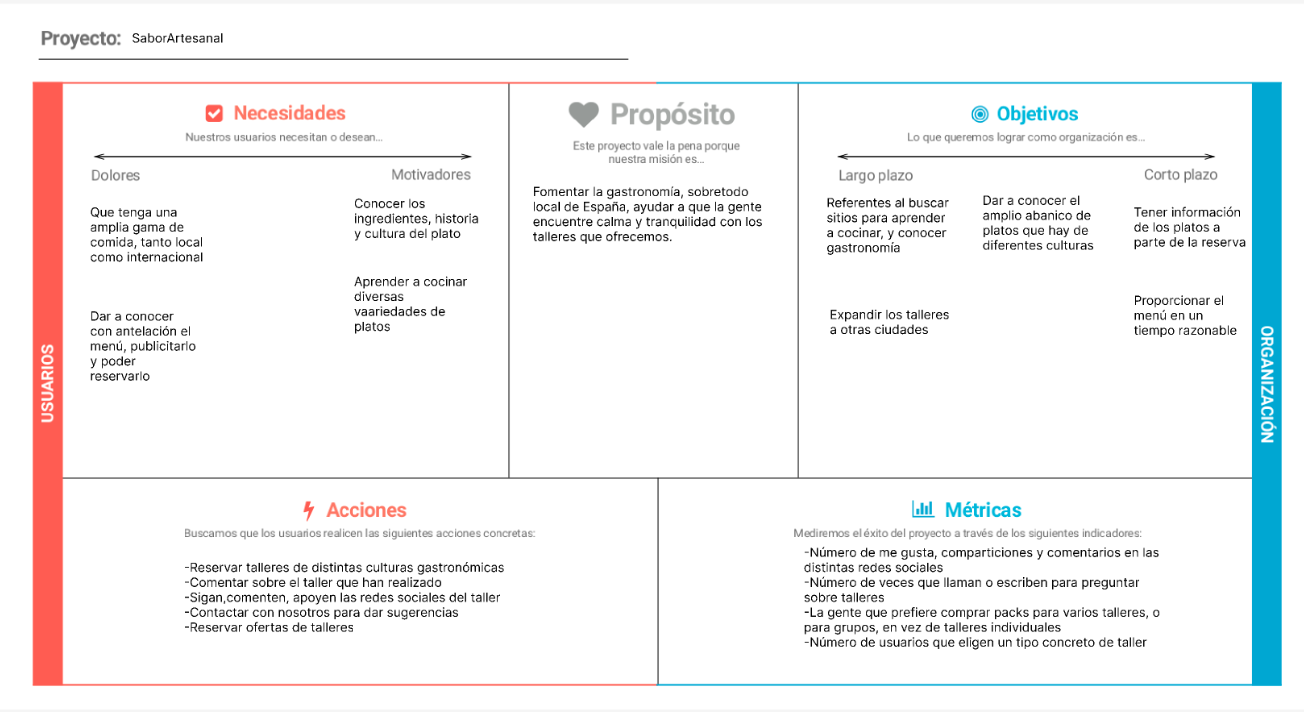 Proyecto: SaborArtesanal
USUARIOS
Necesidades
Nuestros usuarios necesitan o desean...
Dolores
Motivadores
Que tenga una
amplia gama de
comida, tanto local
como internacional
Dar a conocer
con antelación el
menú, publicitarlo
y poder
reservarlo
Conocer los
ingredientes, historia
y cultura del plato
Aprender a cocinar
diversas
vaariedades de
platos
Propósito
Este proyecto vale la pena porque
nuestra misión es...
Fomentar la gastronomía, sobretodo
local de España, ayudar a que la gente
encuentre calma y tranquilidad con los
talleres que ofrecemos.
Objetivos
Lo que queremos lograr como organización es...
Largo plazo
Corto plazo
Referentes al buscar
sitios para aprender
a cocinar, y conocer
gastronomía
Expandir los talleres
a otras ciudades
Dar a conocer el
amplio abanico de
platos que hay de
diferentes culturas
Tener información
de los platos a
parte de la reserva
Proporcionar el
menú en un
tiempo razonable
ORGANIZACIÓN
Acciones
Buscamos que los usuarios realicen las siguientes acciones concretas:
-Reservar talleres de distintas culturas gastronómicas
-Comentar sobre el taller que han realizado
-Sigan,comenten, apoyen las redes sociales del taller
-Contactar con nosotros para dar sugerencias
-Reservar ofertas de talleres
Métricas
Mediremos el éxito del proyecto a través de los siguientes indicadores:
-Número de me gusta, comparticiones y comentarios en las
distintas redes sociales
-Número de veces que llaman o escriben para preguntar
sobre talleres
-La gente que prefiere comprar packs para varios talleres, o
para grupos, en vez de talleres individuales
-Número de usuarios que eligen un tipo concreto de taller